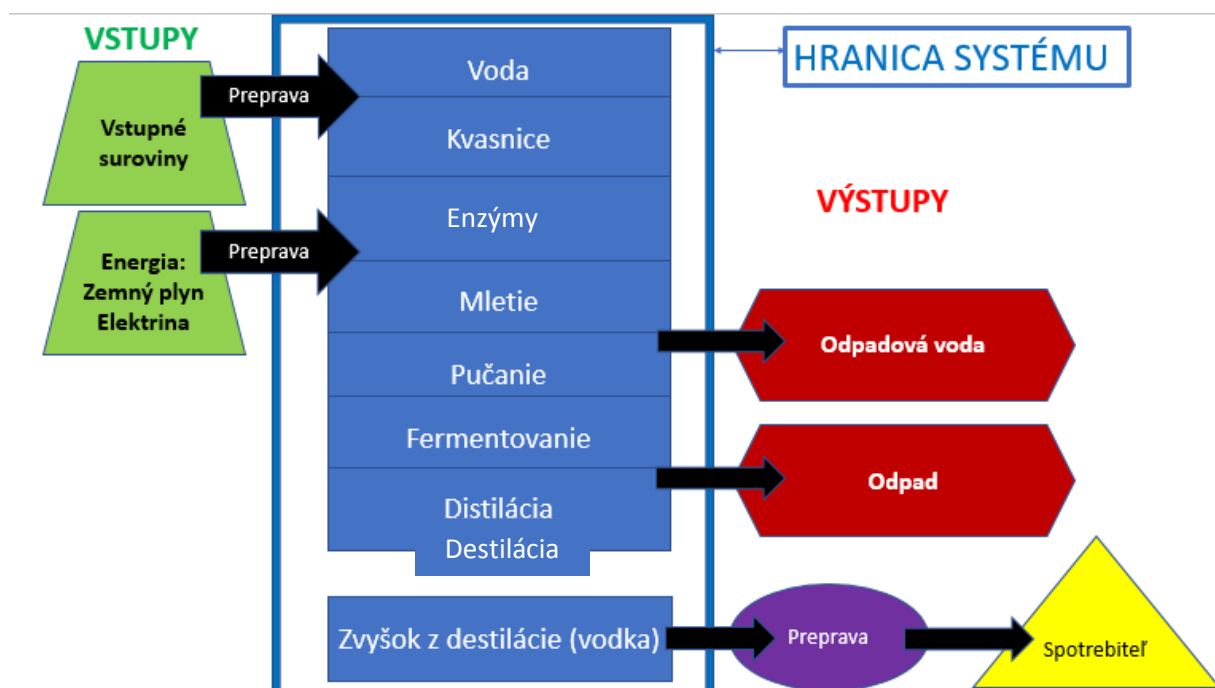 VSTUPY
HRANICA SYSTÉMU
Vstupné
suroviny
Preprava
Voda
Kvasnice
VÝSTUPY
Energia:
Zemný plyn
Elektrina
Preprava
Enzýmy
Mletie
Pučanie
Fermentovanie
Distilácia
Destilácia
Odpadová voda
Odpad
Zvyšok z destilácie (vodka)
Preprava
Spotrebiteľ